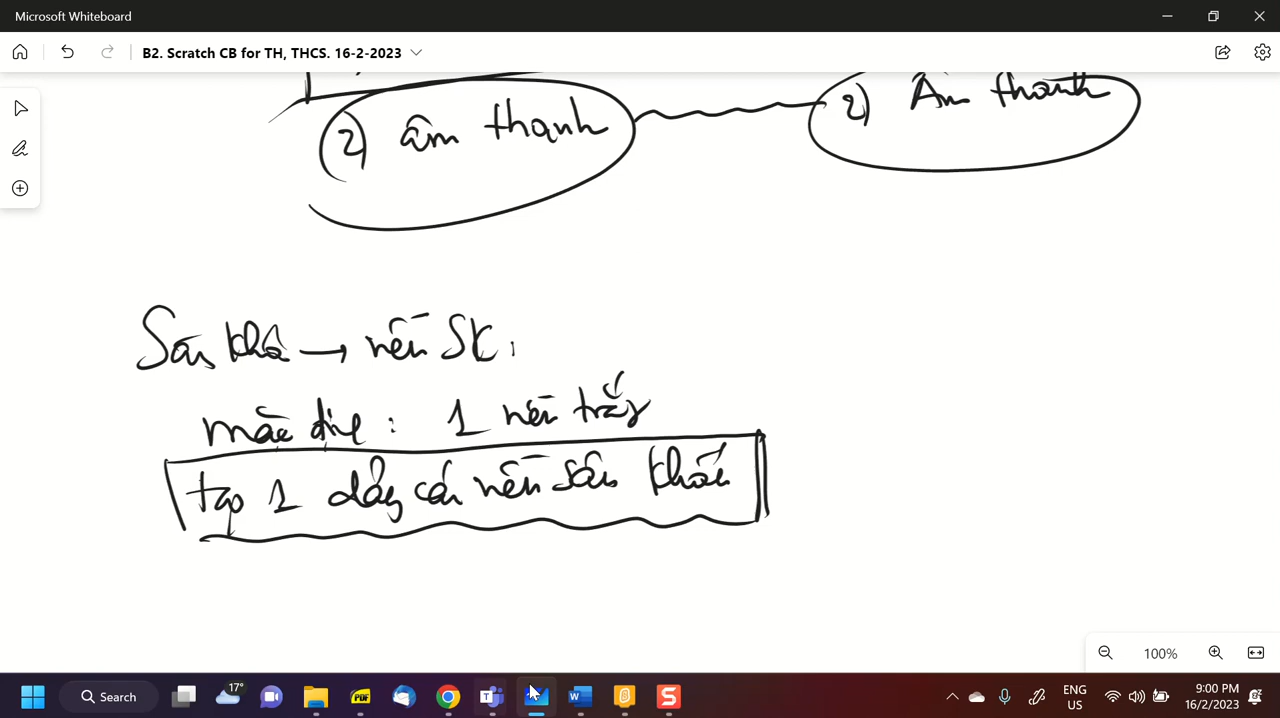 Microsoft Whiteboard
B2. Scratch CB for TH, THCS. 16-2-2023
2) âm thanh
2) Âm thanh
Sân khấ → nền SK:
mặc định: 1 nền trắng
tạo 1 dãy các nền sân khấu
100%
17°
Search
PDF
ENG
US
9:00 PM
16/2/2023